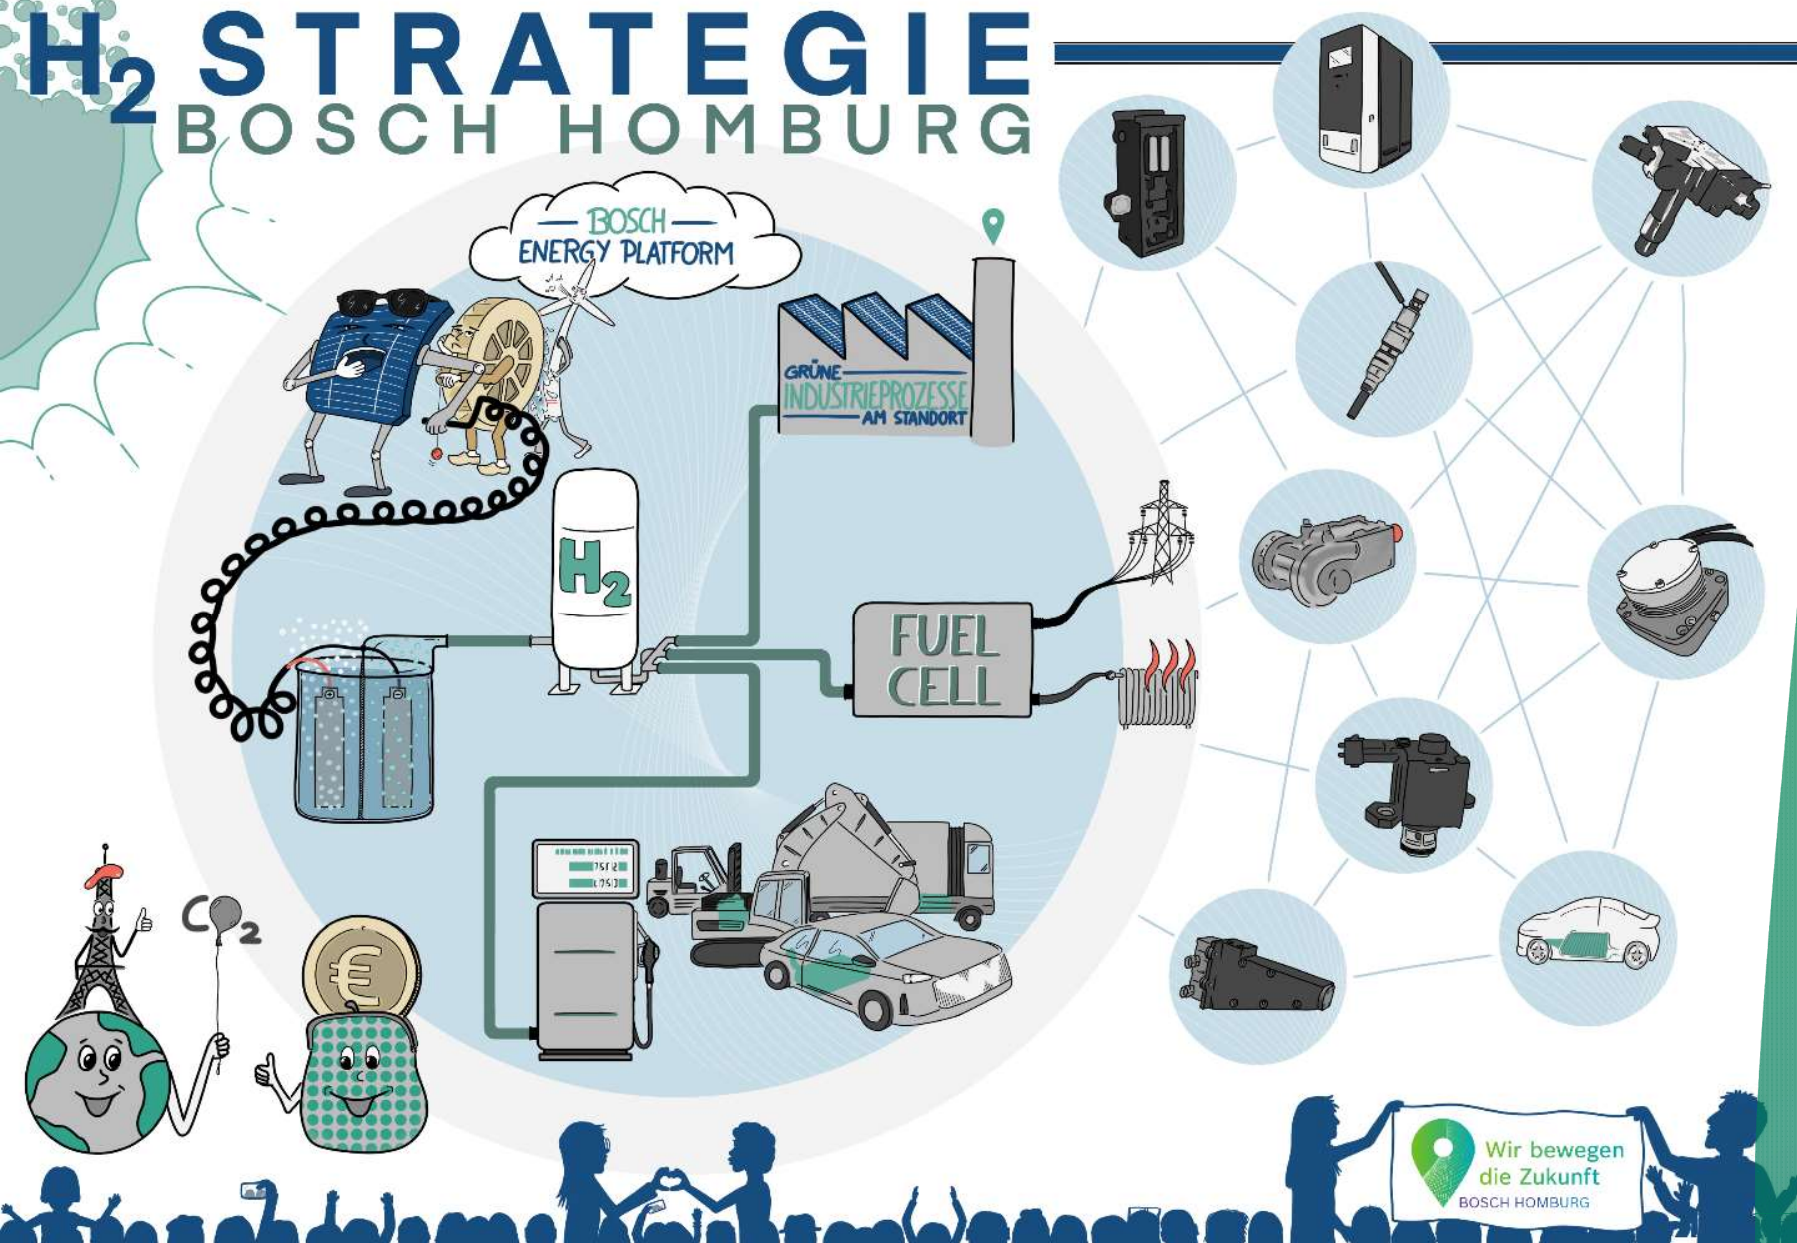 H₂ STRATEGIE
BOSCH HOMBURG
BOSCH
ENERGY PLATFORM
GRÜNE
INDUSTRIEPROZESSE
AM STANDORT
H₂
FUEL
CELL
CO₂
€
Wir bewegen
die Zukunft
BOSCH HOMBURG